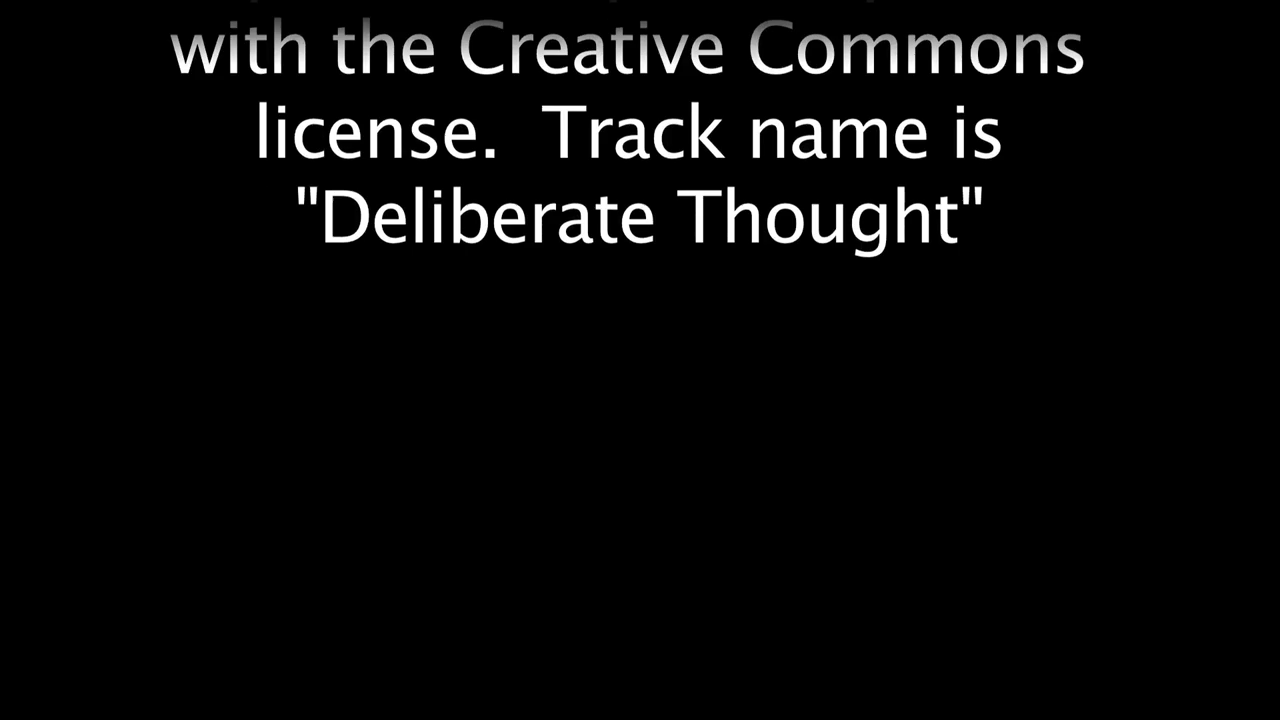 with the Creative Commons
license.  Track name is
"Deliberate Thought"